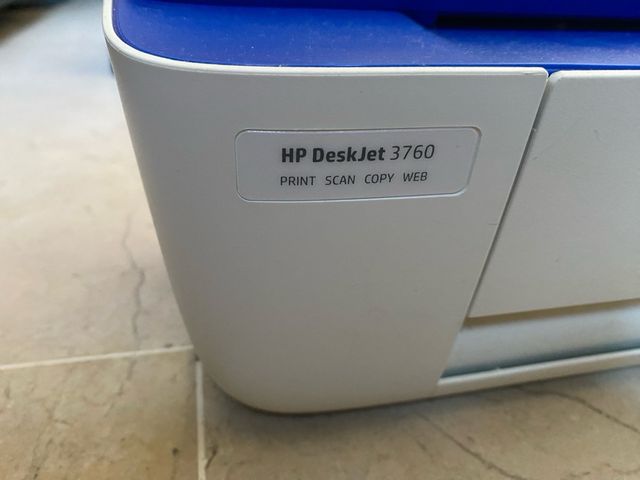 HP DeskJet 3760
PRINT SCAN COPY WEB